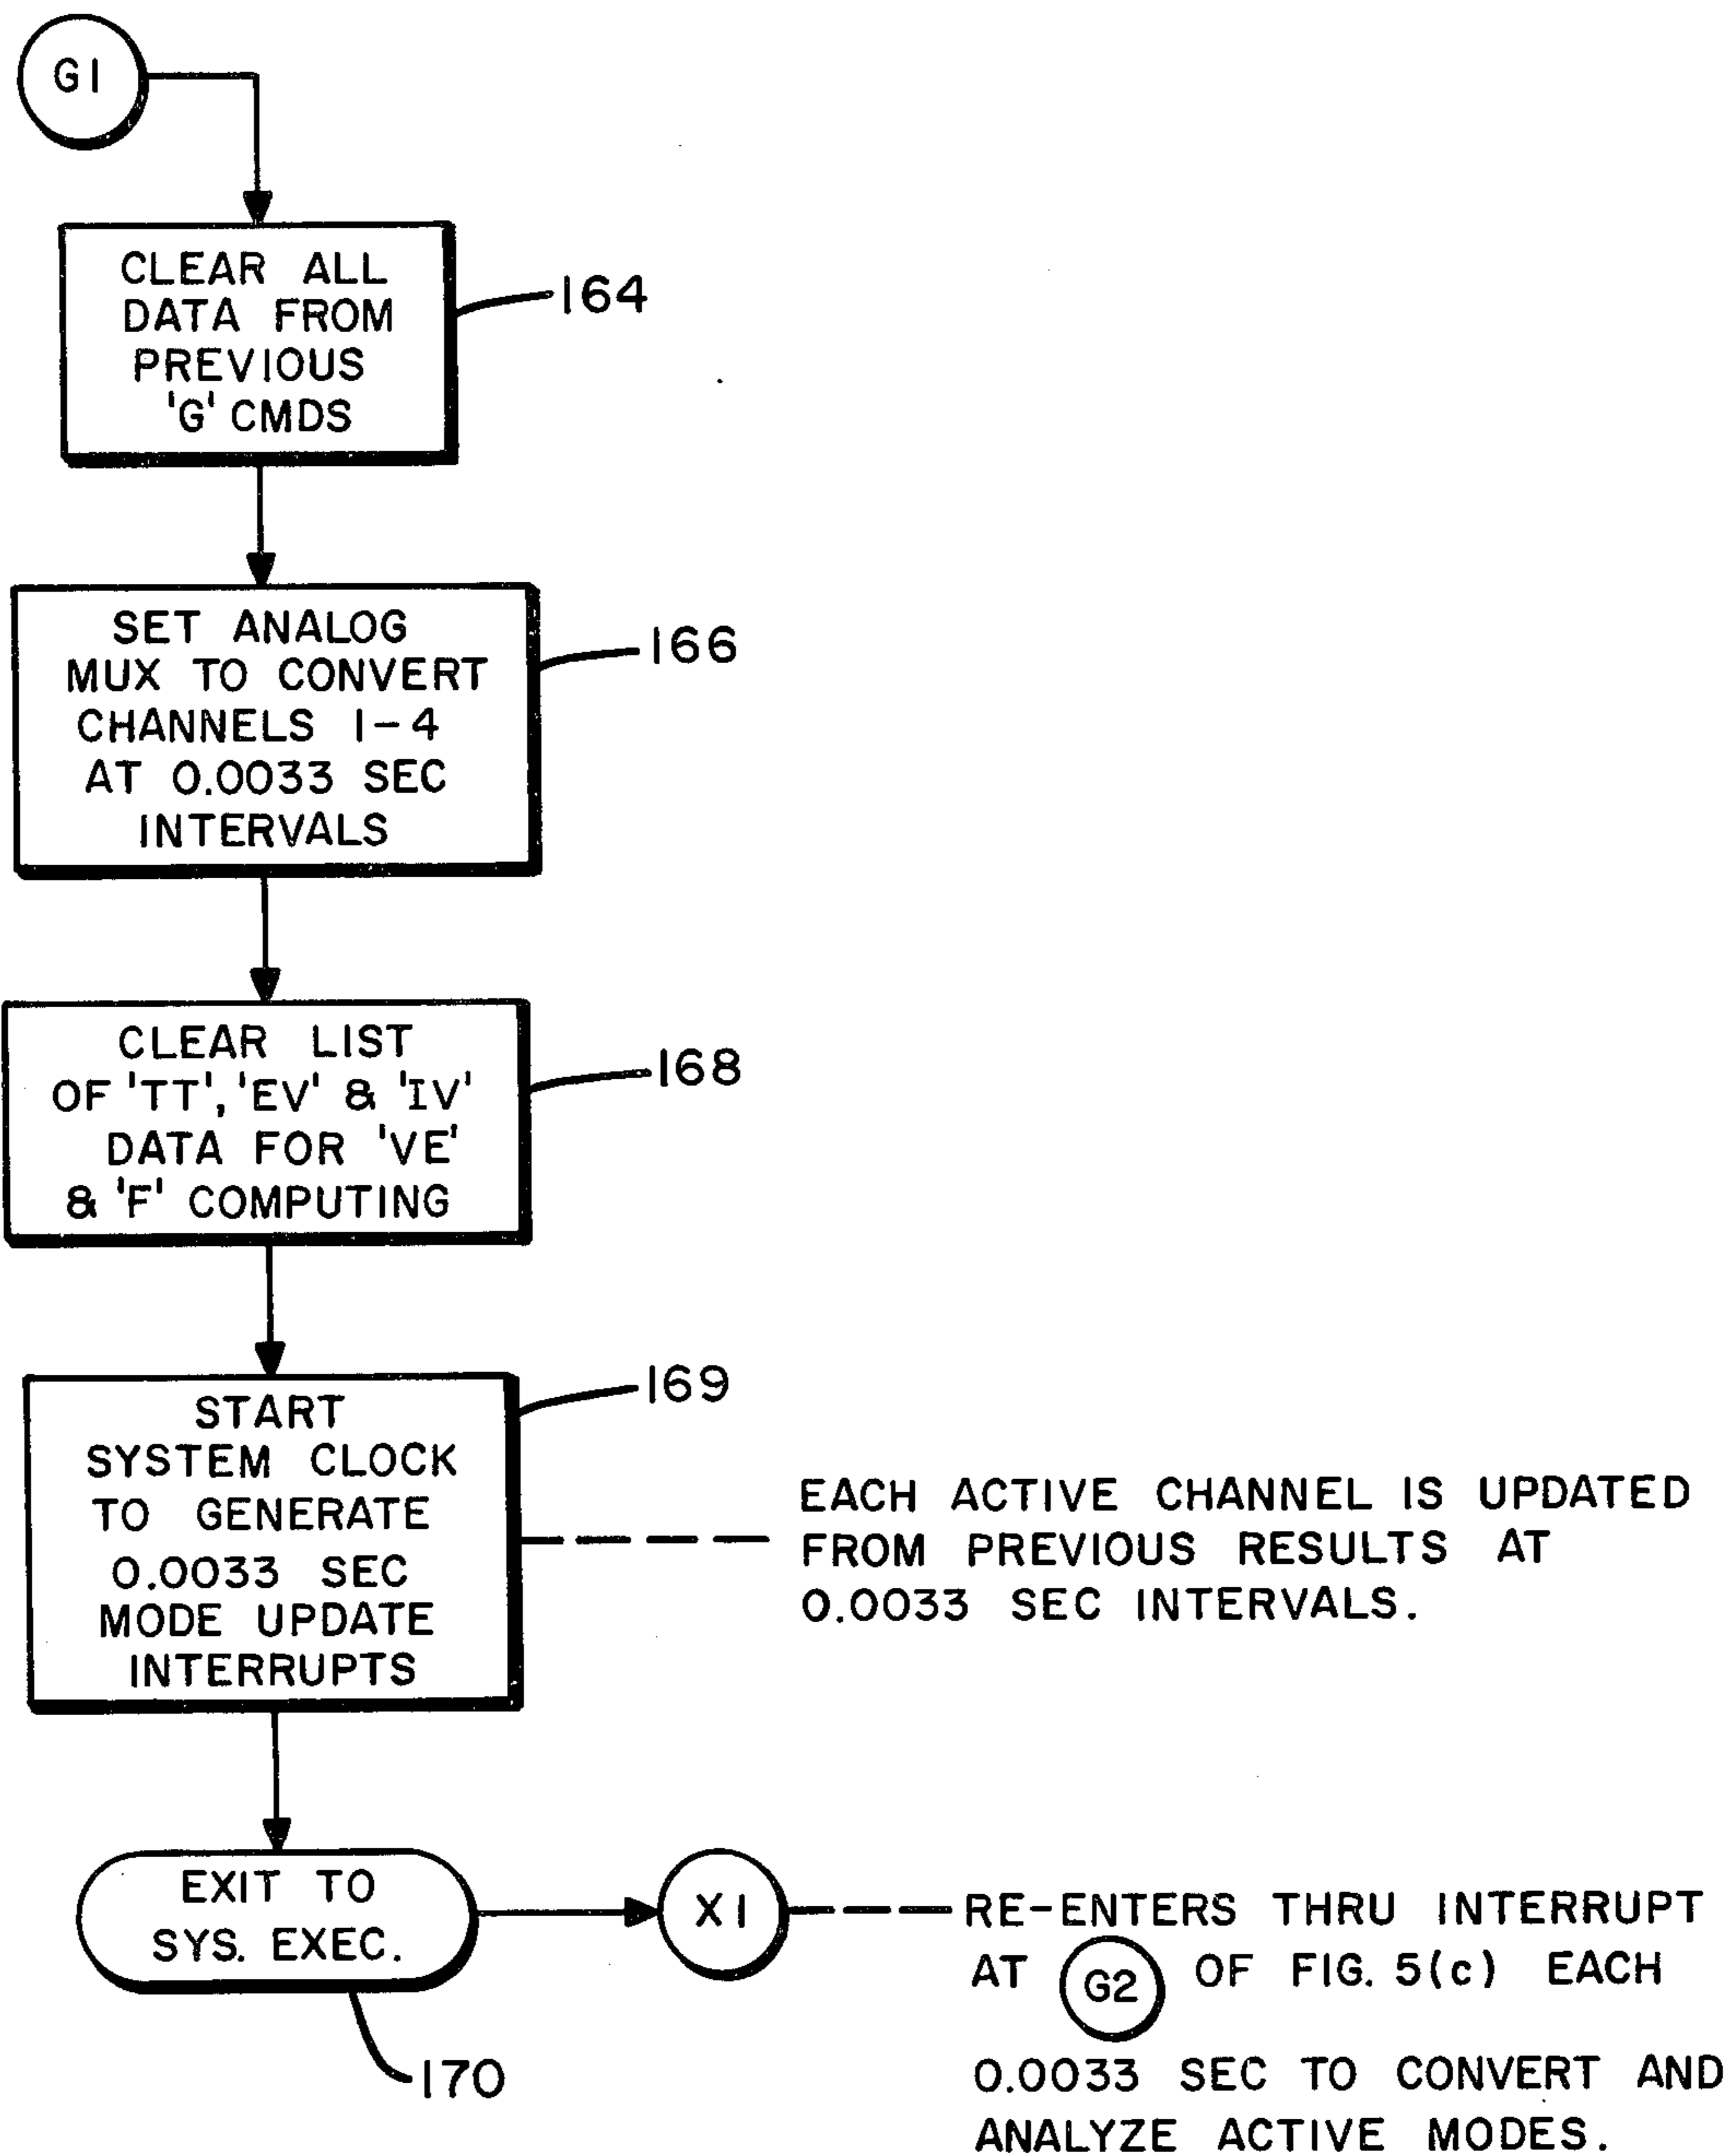 G1
CLEAR ALL
DATA FROM
PREVIOUS
'G' CMDS
164
SET ANALOG
MUX TO CONVERT
CHANNELS 1-4
AT 0.0033 SEC
INTERVALS
166
CLEAR LIST
OF 'TT', 'EV' & 'IV'
DATA FOR 'VE'
& 'F' COMPUTING
168
START
SYSTEM CLOCK
TO GENERATE
0.0033 SEC
MODE UPDATE
INTERRUPTS
169
EACH ACTIVE CHANNEL IS UPDATED
FROM PREVIOUS RESULTS AT
0.0033 SEC INTERVALS.
EXIT TO
SYS. EXEC.
170
X1
RE-ENTERS THRU INTERRUPT
AT G2 OF FIG. 5(c) EACH
0.0033 SEC TO CONVERT AND
ANALYZE ACTIVE MODES.